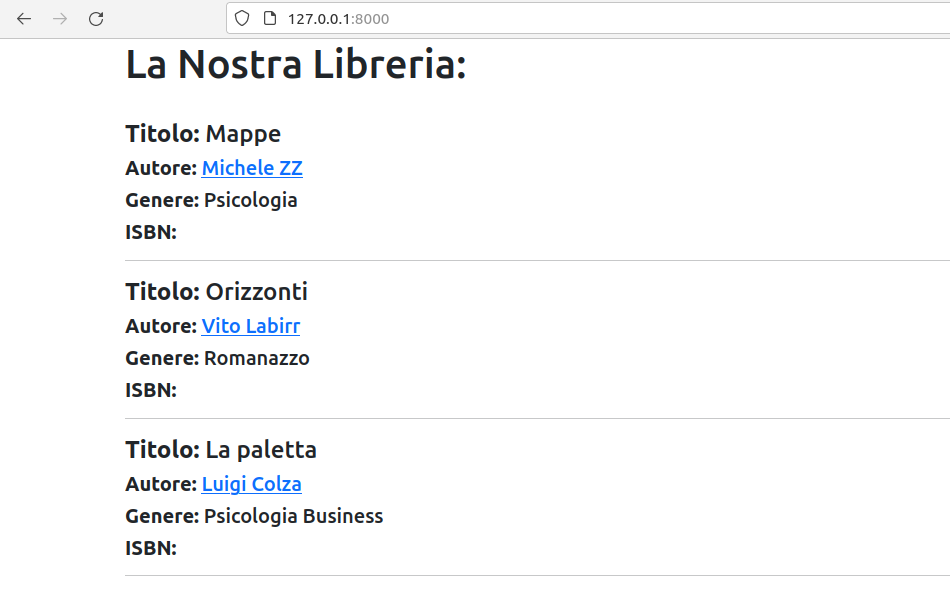 127.0.0.1:8000
La Nostra Libreria:
Titolo: Mappe
Autore: Michele ZZ
Genere: Psicologia
ISBN:
Titolo: Orizzonti
Autore: Vito Labirr
Genere: Romanazzo
ISBN:
Titolo: La paletta
Autore: Luigi Colza
Genere: Psicologia Business
ISBN: